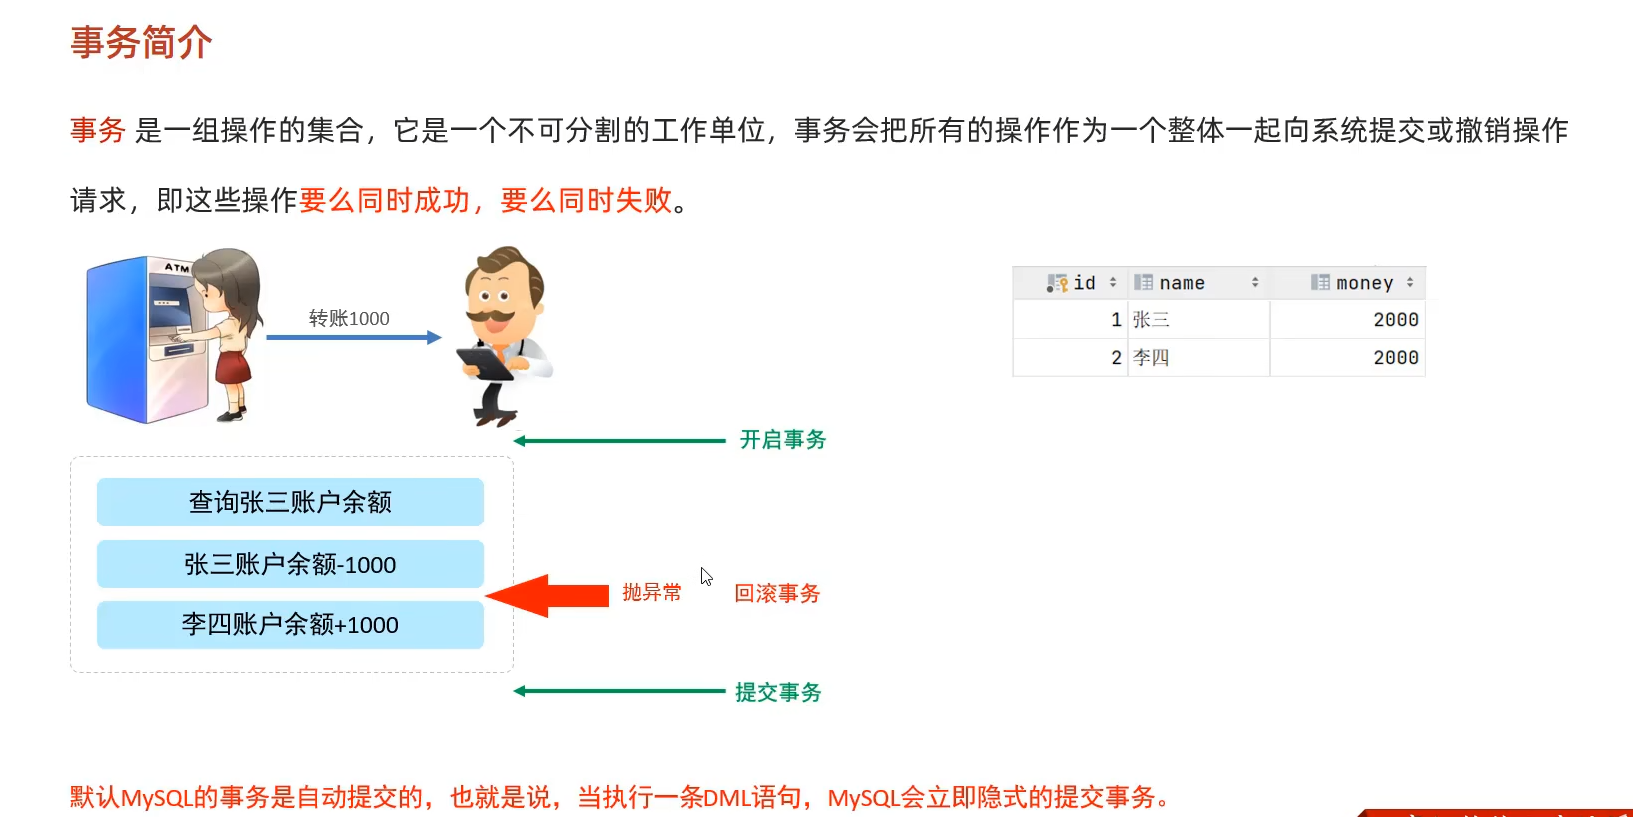 事务简介
事务 是一组操作的集合，它是一个不可分割的工作单位，事务会把所有的操作作为一个整体一起向系统提交或撤销操作
请求，即这些操作要么同时成功，要么同时失败。
ATM
转账1000
id name money
1 张三 2000
2 李四 2000
开启事务
查询张三账户余额
张三账户余额-1000
抛异常 回滚事务
李四账户余额+1000
提交事务
默认MySQL的事务是自动提交的，也就是说，当执行一条DML语句，MySQL会立即隐式的提交事务。